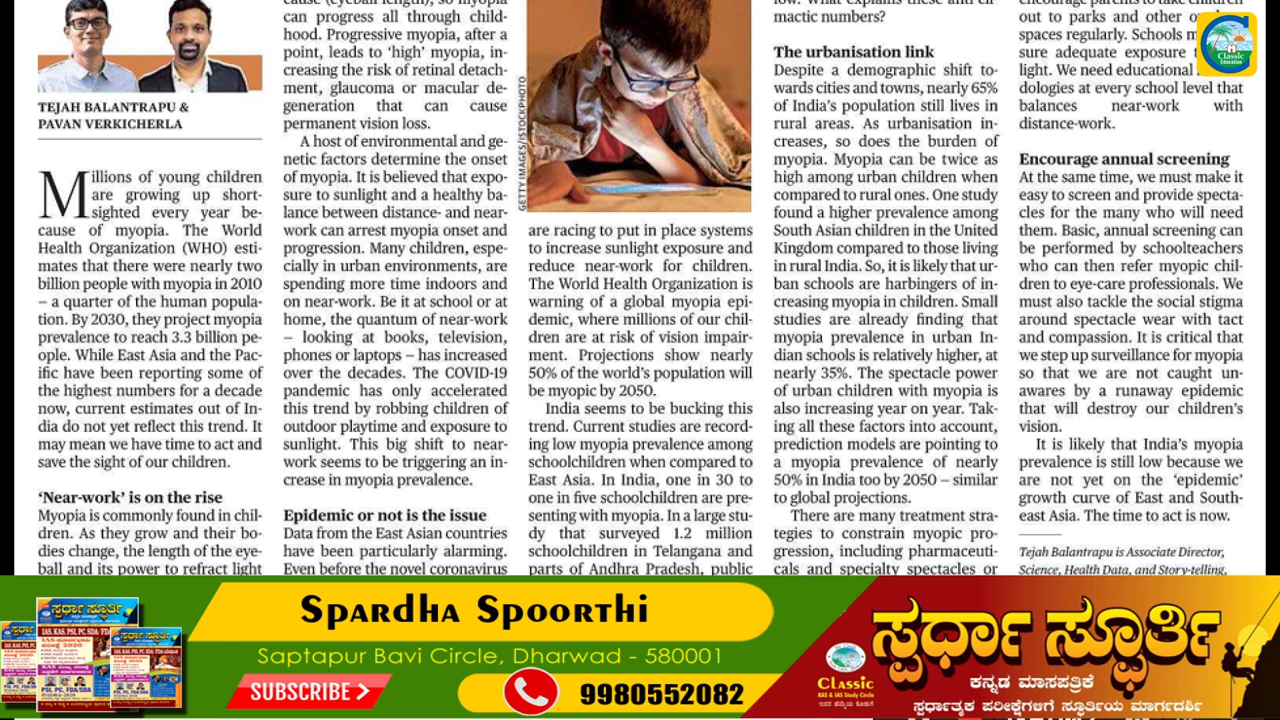 TEJAH BALANTRAPU &
PAVAN VERKICHERLA
Millions of young children
are growing up short-
sighted every year be-
cause of myopia. The World
Health Organization (WHO) esti-
mates that there were nearly two
billion people with myopia in 2010
– a quarter of the human popula-
tion. By 2030, they project myopia
prevalence to reach 3.3 billion pe-
ople. While East Asia and the Pac-
ific have been reporting some of
the highest numbers for a decade
now, current estimates out of In-
dia do not yet reflect this trend. It
may mean we have time to act and
save the sight of our children.
‘Near-work’ is on the rise
Myopia is commonly found in chil-
dren. As they grow and their bo-
dies change, the length of the eye-
ball and its power to refract light
cause (eyeball length), so myopia
can progress all through child-
hood. Progressive myopia, after a
point, leads to ‘high’ myopia, in-
creasing the risk of retinal detach-
ment, glaucoma or macular de-
generation that can cause
permanent vision loss.
A host of environmental and ge-
netic factors determine the onset
of myopia. It is believed that expo-
sure to sunlight and a healthy ba-
lance between distance- and near-
work can arrest myopia onset and
progression. Many children, espe-
cially in urban environments, are
spending more time indoors and
on near-work. Be it at school or at
home, the quantum of near-work
– looking at books, television,
phones or laptops – has increased
over the decades. The COVID-19
pandemic has only accelerated
this trend by robbing children of
outdoor playtime and exposure to
sunlight. This big shift to near-
work seems to be triggering an in-
crease in myopia prevalence.
Epidemic or not is the issue
Data from the East Asian countries
have been particularly alarming.
Even before the novel coronavirus
GETTY IMAGES/ISTOCKPHOTO
are racing to put in place systems
to increase sunlight exposure and
reduce near-work for children.
The World Health Organization is
warning of a global myopia epi-
demic, where millions of our chil-
dren are at risk of vision impair-
ment. Projections show nearly
50% of the world’s population will
be myopic by 2050.
India seems to be bucking this
trend. Current studies are record-
ing low myopia prevalence among
schoolchildren when compared to
East Asia. In India, one in 30 to
one in five schoolchildren are pre-
senting with myopia. In a large stu-
dy that surveyed 1.2 million
schoolchildren in Telangana and
parts of Andhra Pradesh, public
low. What explains these anti-cli-
mactic numbers?
The urbanisation link
Despite a demographic shift to-
wards cities and towns, nearly 65%
of India’s population still lives in
rural areas. As urbanisation in-
creases, so does the burden of
myopia. Myopia can be twice as
high among urban children when
compared to rural ones. One study
found a higher prevalence among
South Asian children in the United
Kingdom compared to those living
in rural India. So, it is likely that ur-
ban schools are harbingers of in-
creasing myopia in children. Small
studies are already finding that
myopia prevalence in urban In-
dian schools is relatively higher, at
nearly 35%. The spectacle power
of urban children with myopia is
also increasing year on year. Tak-
ing all these factors into account,
prediction models are pointing to
a myopia prevalence of nearly
50% in India too by 2050 – similar
to global projections.
There are many treatment stra-
tegies to constrain myopic pro-
gression, including pharmaceuti-
cals and specialty spectacles or
encourage parents to take children
out to parks and other
spaces regularly. Schools
sure adequate exposure
light. We need educational
dologies at every school level that
balances near-work with
distance-work.
Encourage annual screening
At the same time, we must make it
easy to screen and provide specta-
cles for the many who will need
them. Basic, annual screening can
be performed by schoolteachers
who can then refer myopic chil-
dren to eye-care professionals. We
must also tackle the social stigma
around spectacle wear with tact
and compassion. It is critical that
we step up surveillance for myopia
so that we are not caught un-
awares by a runaway epidemic
that will destroy our children’s
vision.
It is likely that India’s myopia
prevalence is still low because we
are not yet on the ‘epidemic’
growth curve of East and South-
east Asia. The time to act is now.
Tejah Balantrapu is Associate Director,
Science, Health Data, and Story-telling,
Classic
Education
ಸ್ಪರ್ಧಾ ಸ್ಫೂರ್ತಿ
Spardha Spoorthi
Saptapur Bavi Circle, Dharwad - 580001
SUBSCRIBE
9980552082
Classic
KAS & IAS Study Circle
ಸ್ಪರ್ಧಾ ಸ್ಫೂರ್ತಿ
ಕನ್ನಡ ಮಾಸಪತ್ರಿಕೆ
ಸ್ಪರ್ಧಾತ್ಮಕ ಪರೀಕ್ಷೆಗಳಿಗೆ ಸ್ಫೂರ್ತಿಯ ಮಾರ್ಗದರ್ಶಿ